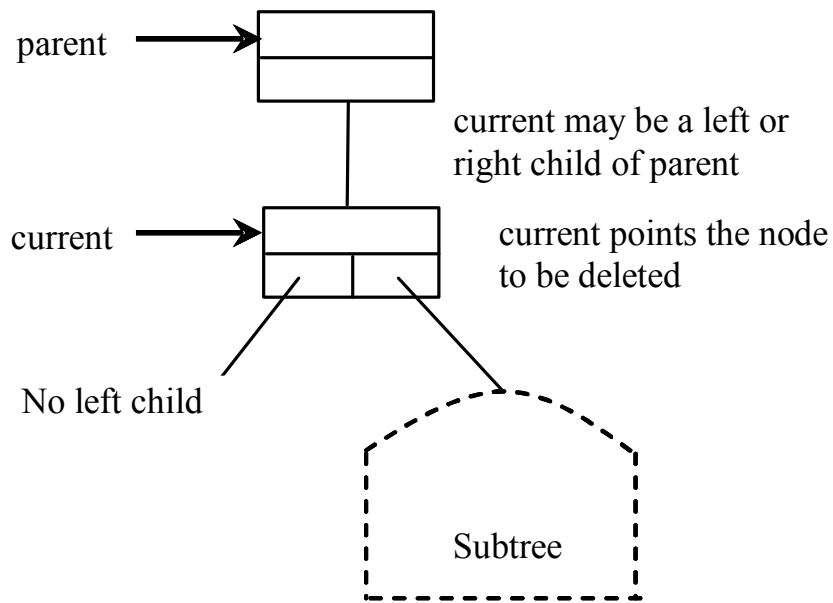 parent
current may be a left or
right child of parent
current
current points the node
to be deleted
No left child
Subtree